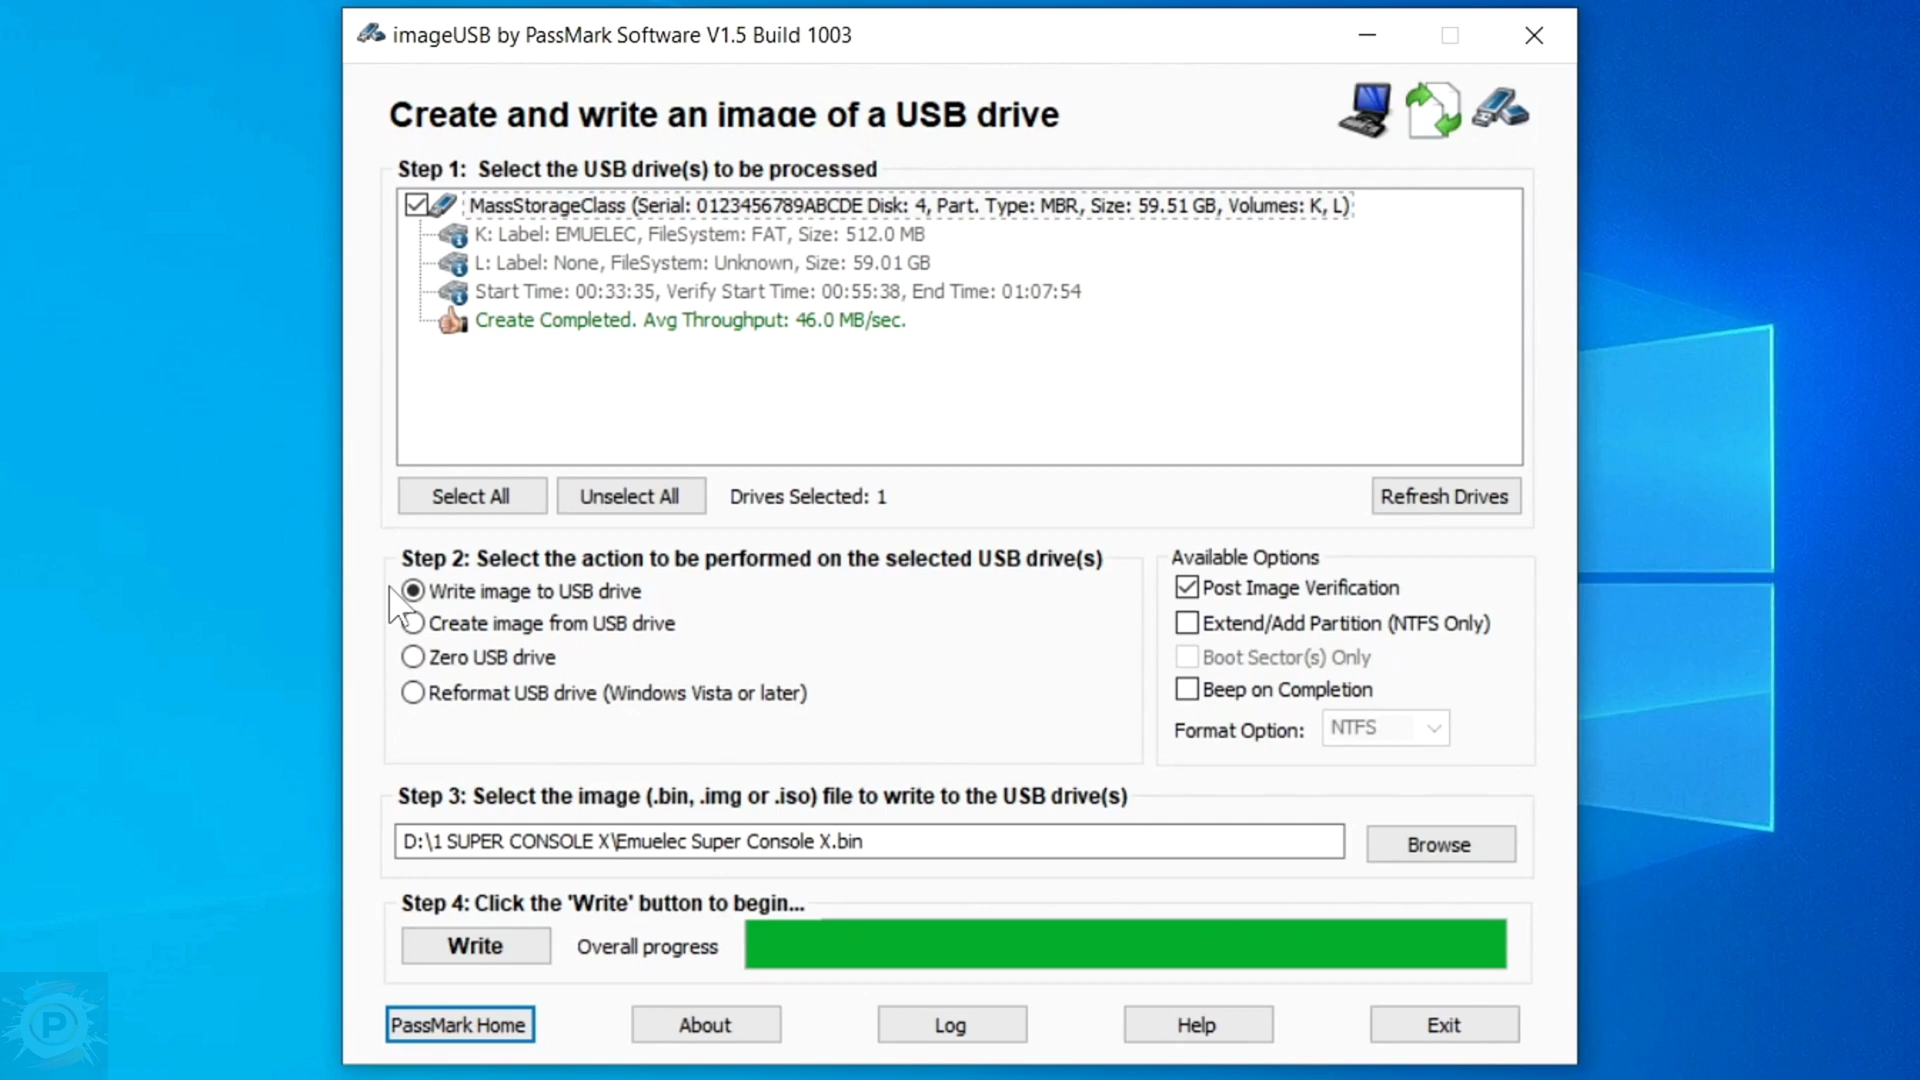 imageUSB by PassMark Software V1.5 Build 1003
Create and write an image of a USB drive
Step 1: Select the USB drive(s) to be processed
MassStorageClass (Serial: 0123456789ABCDE Disk: 4, Part. Type: MBR, Size: 59.51 GB, Volumes: K, L)
K: Label: EMUELEC, FileSystem: FAT, Size: 512.0 MB
L: Label: None, FileSystem: Unknown, Size: 59.01 GB
Start Time: 00:33:35, Verify Start Time: 00:55:38, End Time: 01:07:54
Create Completed. Avg Throughput: 46.0 MB/sec.
Select All
Unselect All
Drives Selected: 1
Refresh Drives
Step 2: Select the action to be performed on the selected USB drive(s)
Write image to USB drive
Create image from USB drive
Zero USB drive
Reformat USB drive (Windows Vista or later)
Available Options
Post Image Verification
Extend/Add Partition (NTFS Only)
Boot Sector(s) Only
Beep on Completion
Format Option: NTFS
Step 3: Select the image (.bin, .img or .iso) file to write to the USB drive(s)
D:\1 SUPER CONSOLE X\Emuelec Super Console X.bin
Browse
Step 4: Click the 'Write' button to begin...
Write
Overall progress
PassMark Home
About
Log
Help
Exit
P